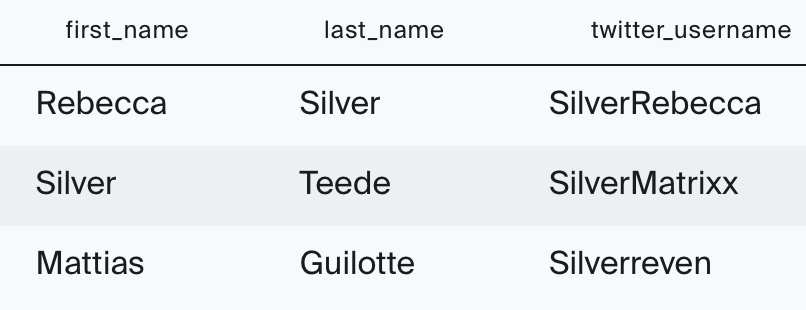 first_name last_name twitter_username
Rebecca Silver SilverRebecca
Silver Teede SilverMatrixx
Mattias Guilotte Silverreven